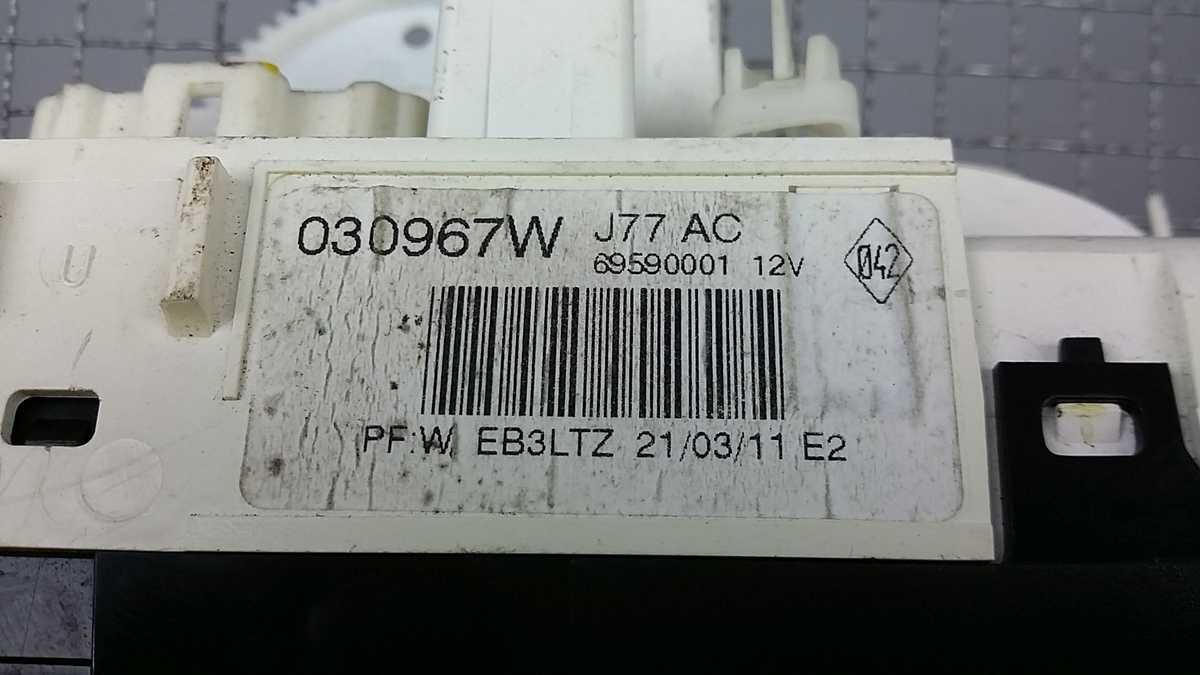 030967W J77 AC
69590001 12V
042
PF:W. EB3LTZ 21/03/11 E2
U